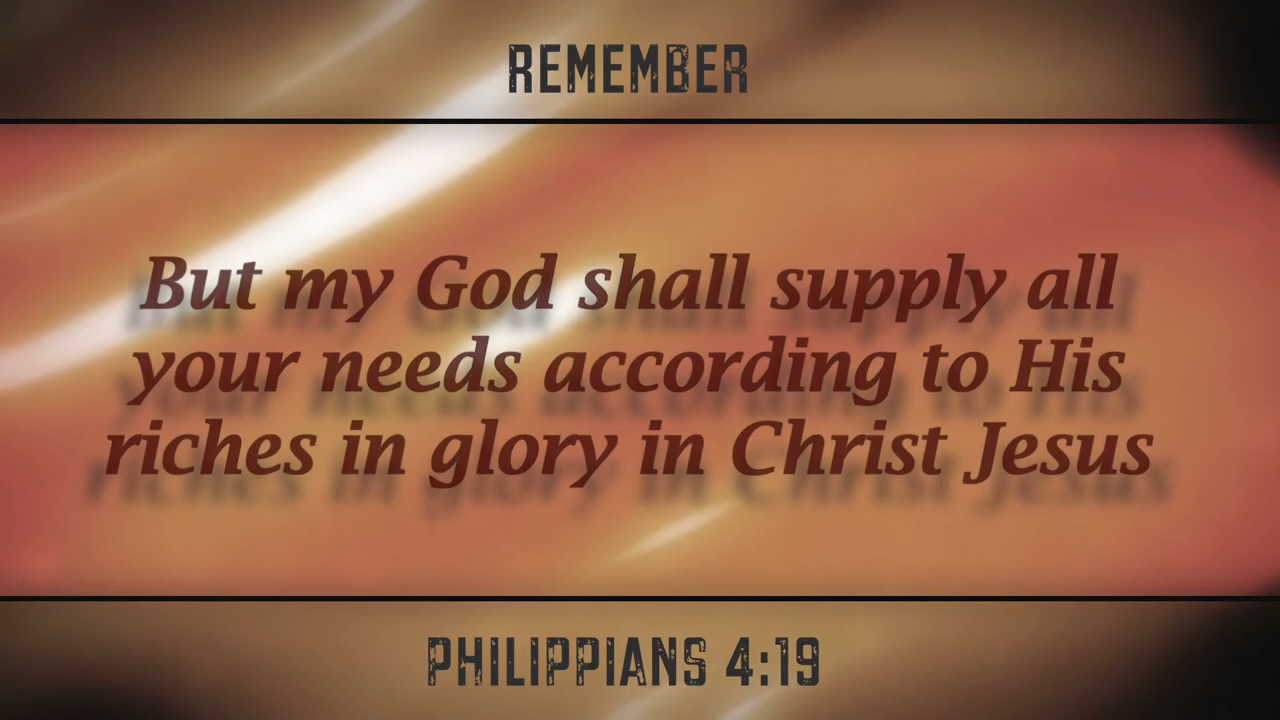 REMEMBER
But my God shall supply all
your needs according to His
riches in glory in Christ Jesus
PHILIPPIANS 4:19